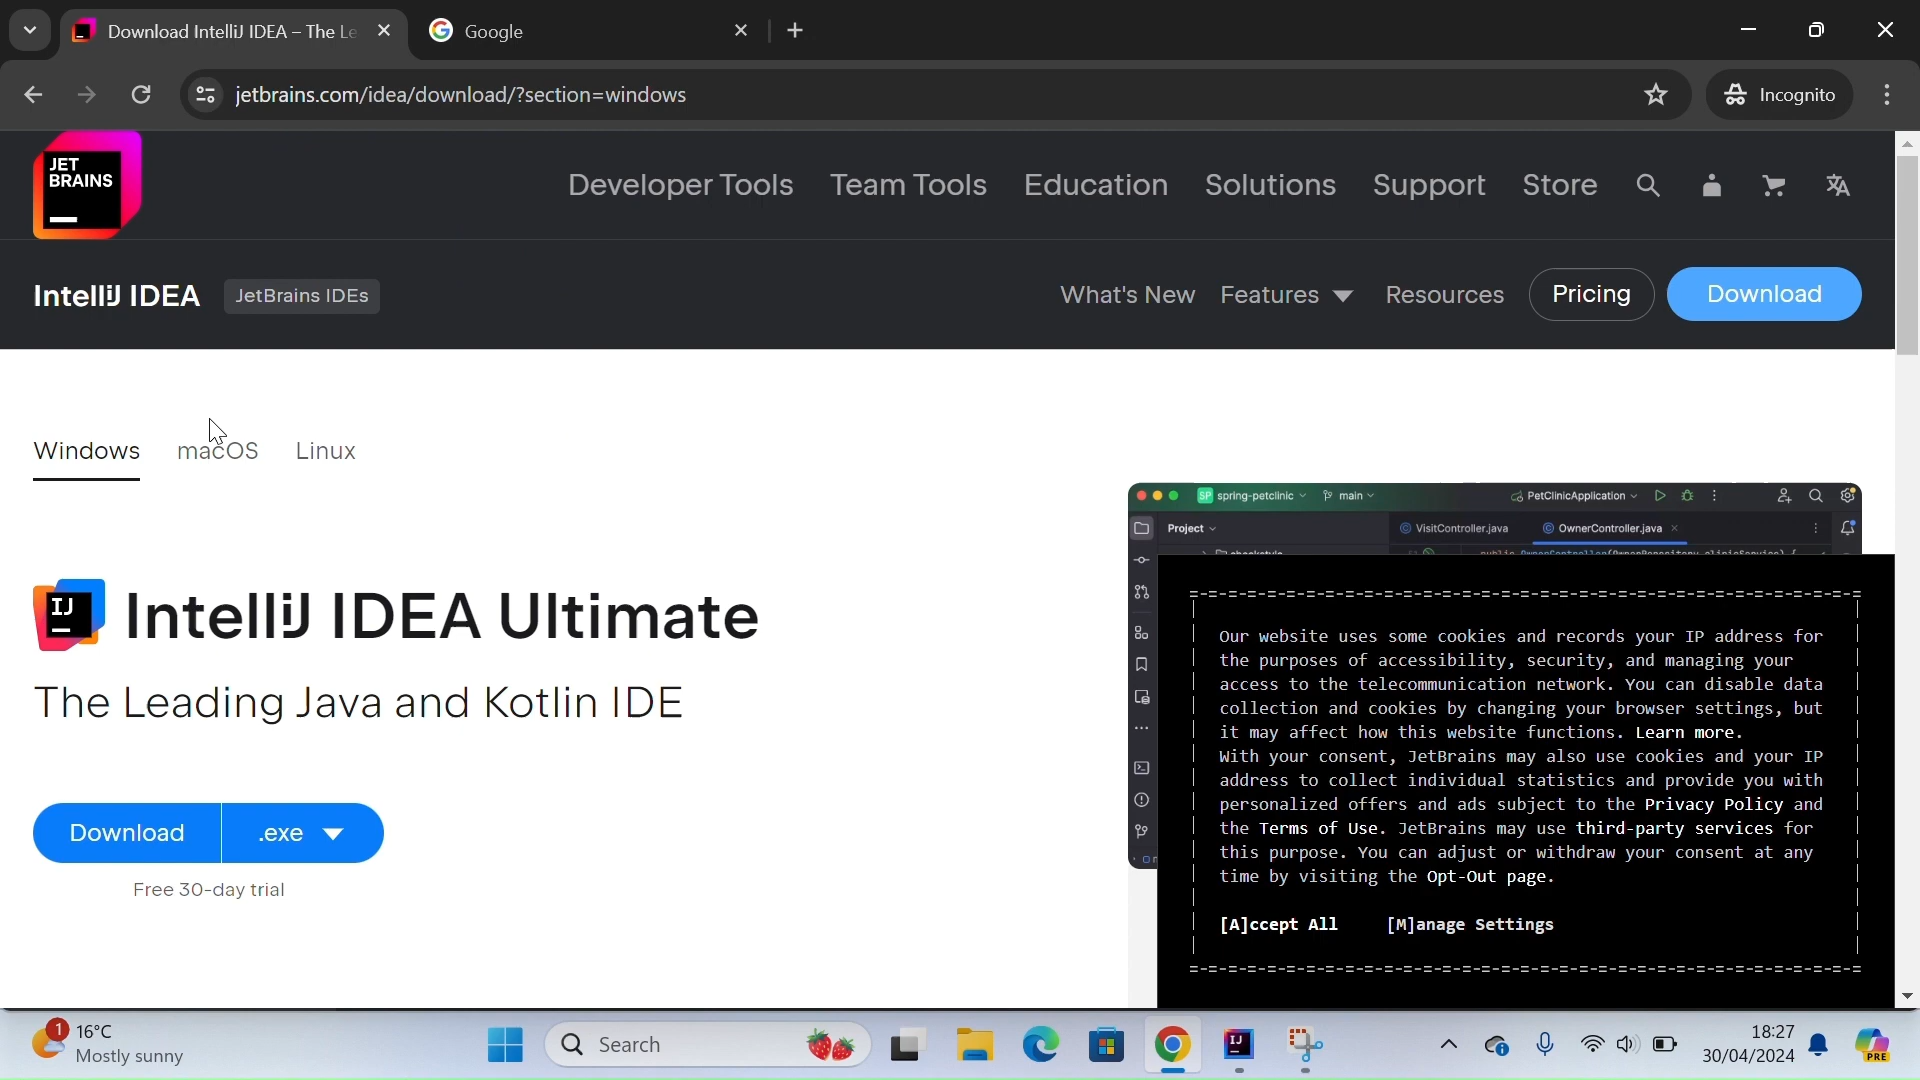 Download IntelliJ IDEA – The Le
Google
jetbrains.com/idea/download/?section=windows
Incognito
JET
BRAINS
Developer Tools Team Tools Education Solutions Support Store
IntelliJ IDEA JetBrains IDEs What's New Features Resources Pricing Download
Windows macOS Linux
SP spring-petclinic main PetClinicApplication
Project VisitController.java OwnerController.java
IJ IntelliJ IDEA Ultimate
The Leading Java and Kotlin IDE
Download .exe
Free 30-day trial
Our website uses some cookies and records your IP address for
the purposes of accessibility, security, and managing your
access to the telecommunication network. You can disable data
collection and cookies by changing your browser settings, but
it may affect how this website functions. Learn more.
With your consent, JetBrains may also use cookies and your IP
address to collect individual statistics and provide you with
personalized offers and ads subject to the Privacy Policy and
the Terms of Use. JetBrains may use third-party services for
this purpose. You can adjust or withdraw your consent at any
time by visiting the Opt-Out page.
[A]ccept All [M]anage Settings
1 16°C
Mostly sunny
Search
IJ
18:27
30/04/2024
PRE